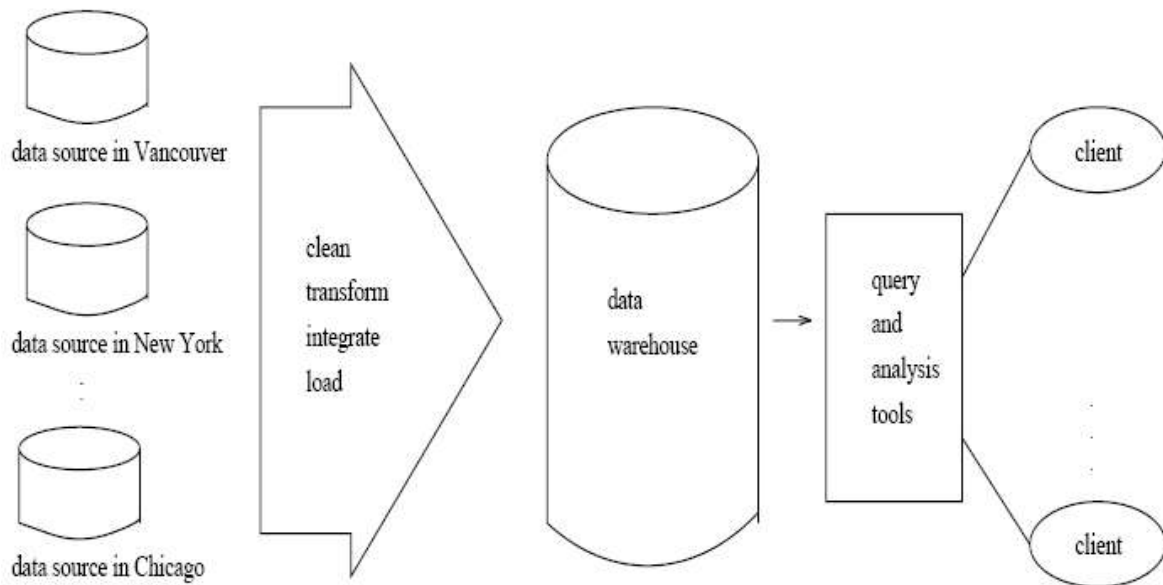 data source in Vancouver
data source in New York
data source in Chicago
clean
transform
integrate
load
data
warehouse
query
and
analysis
tools
client
client